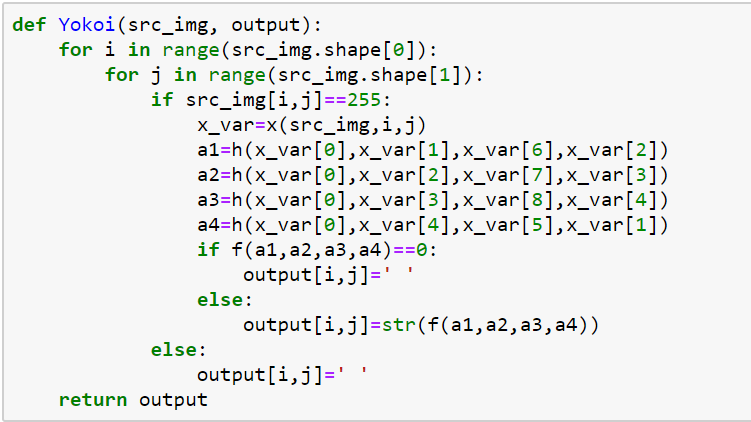 def Yokoi(src_img, output):
    for i in range(src_img.shape[0]):
        for j in range(src_img.shape[1]):
            if src_img[i,j]==255:
                x_var=x(src_img,i,j)
                a1=h(x_var[0],x_var[1],x_var[6],x_var[2])
                a2=h(x_var[0],x_var[2],x_var[7],x_var[3])
                a3=h(x_var[0],x_var[3],x_var[8],x_var[4])
                a4=h(x_var[0],x_var[4],x_var[5],x_var[1])
                if f(a1,a2,a3,a4)==0:
                    output[i,j]=' '
                else:
                    output[i,j]=str(f(a1,a2,a3,a4))
            else:
                output[i,j]=' '
    return output